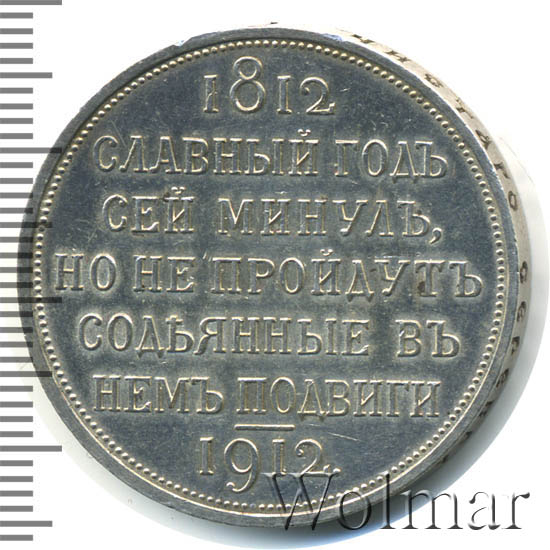 1812
СЛАВНЫЙ ГОДЪ
СЕЙ МИНУЛЪ,
НО НЕ ПРОЙДУТЪ
СОДѢЯННЫЕ ВЪ
НЕМЪ ПОДВИГИ
1912.
Wolmar